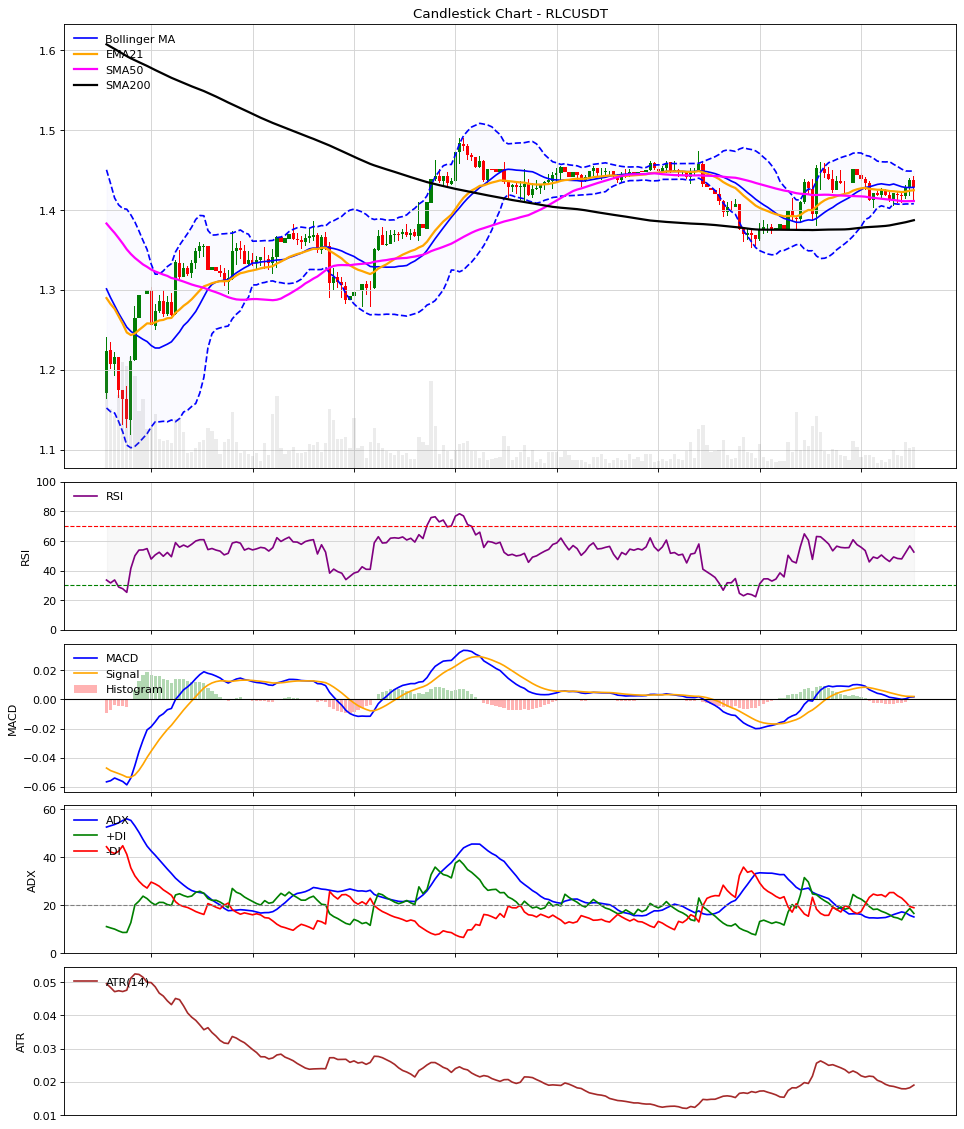 Candlestick Chart - RLCUSDT
Bollinger MA
EMA21
SMA50
SMA200
1.6
1.5
1.4
1.3
1.2
1.1
RSI
100
80
60
40
20
0
RSI
MACD
Signal
Histogram
0.02
0.00
−0.02
−0.04
−0.06
MACD
ADX
+DI
-DI
60
40
20
0
ADX
ATR(14)
0.05
0.04
0.03
0.02
0.01
ATR